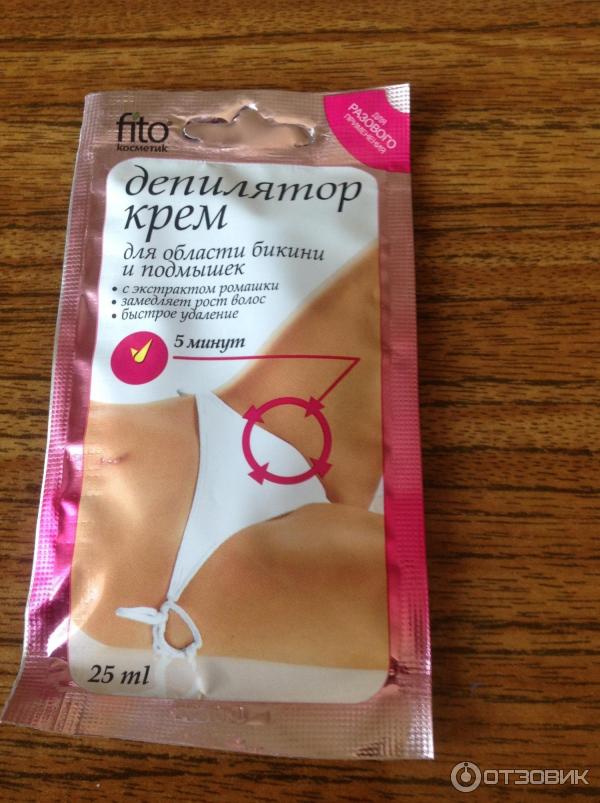 fito
косметик
для
РАЗОВОГО
применения
депилятор
крем
для области бикини
и подмышек
• с экстрактом ромашки
• замедляет рост волос
• быстрое удаление
5 минут
25 ml
ОТЗОВИК